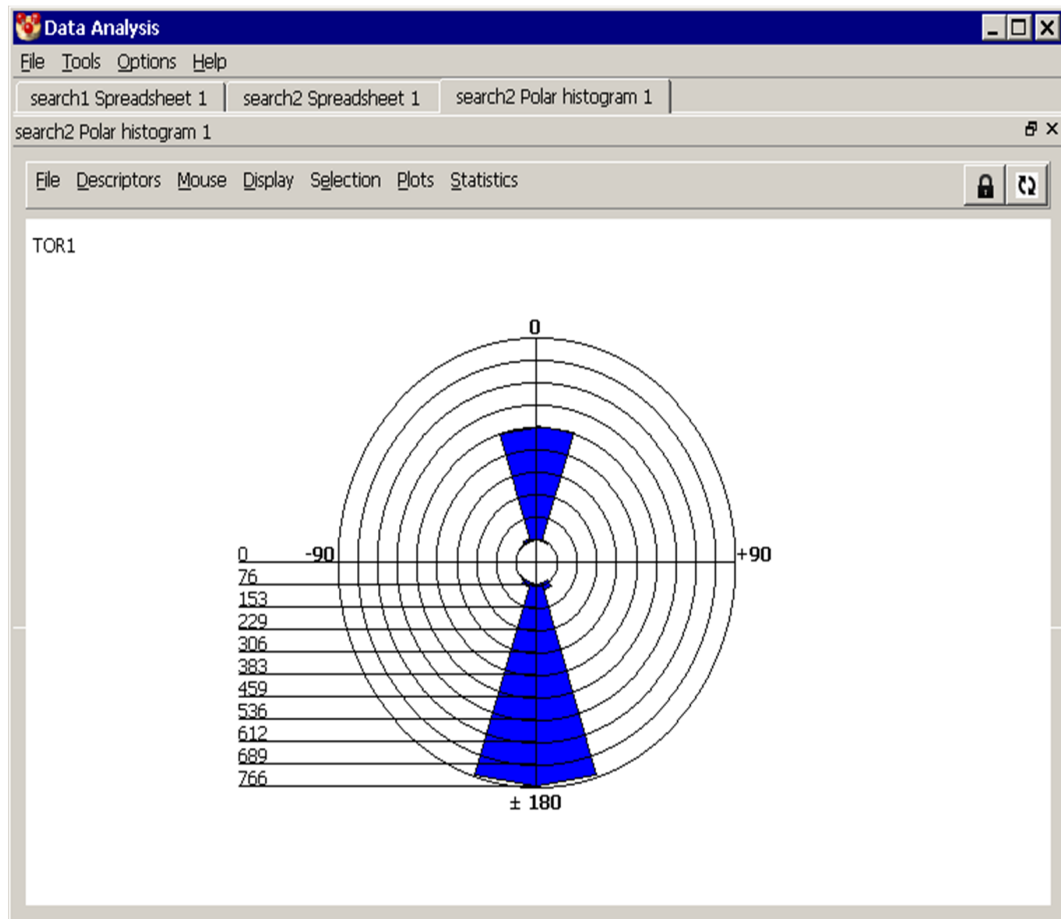 Data Analysis
File Tools Options Help
search1 Spreadsheet 1 search2 Spreadsheet 1 search2 Polar histogram 1
search2 Polar histogram 1
File Descriptors Mouse Display Selection Plots Statistics
TOR1
0
0 -90 +90
76
153
229
306
383
459
536
612
689
766
± 180